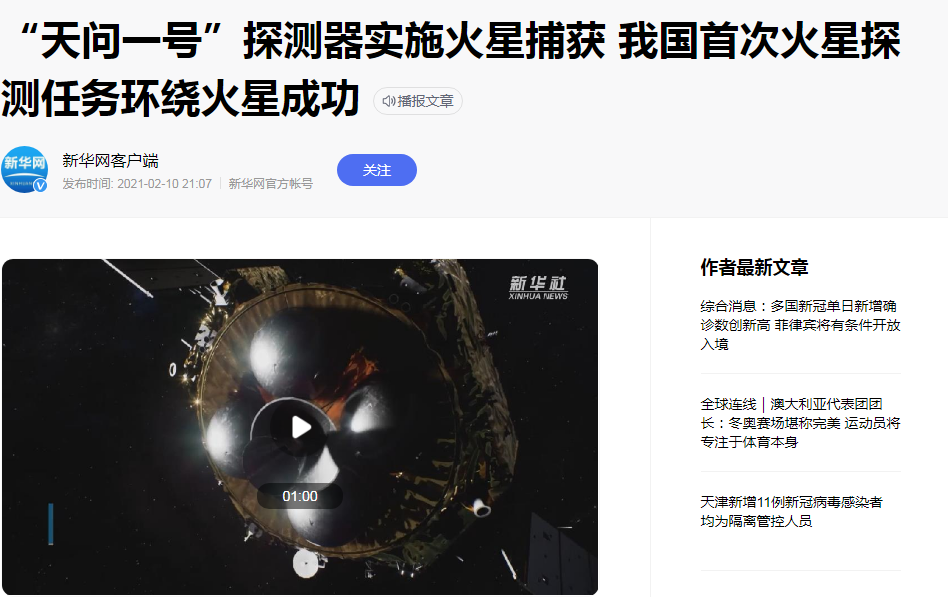 “天问一号”探测器实施火星捕获 我国首次火星探
测任务环绕火星成功
播报文章
新华网
新华网客户端
发布时间: 2021-02-10 21:07
新华网官方帐号
关注
新华社
XINHUA NEWS
01:00
作者最新文章
综合消息：多国新冠单日新增确
诊数创新高 菲律宾将有条件开放
入境
全球连线｜澳大利亚代表团团
长：冬奥赛场堪称完美 运动员将
专注于体育本身
天津新增11例新冠病毒感染者
均为隔离管控人员